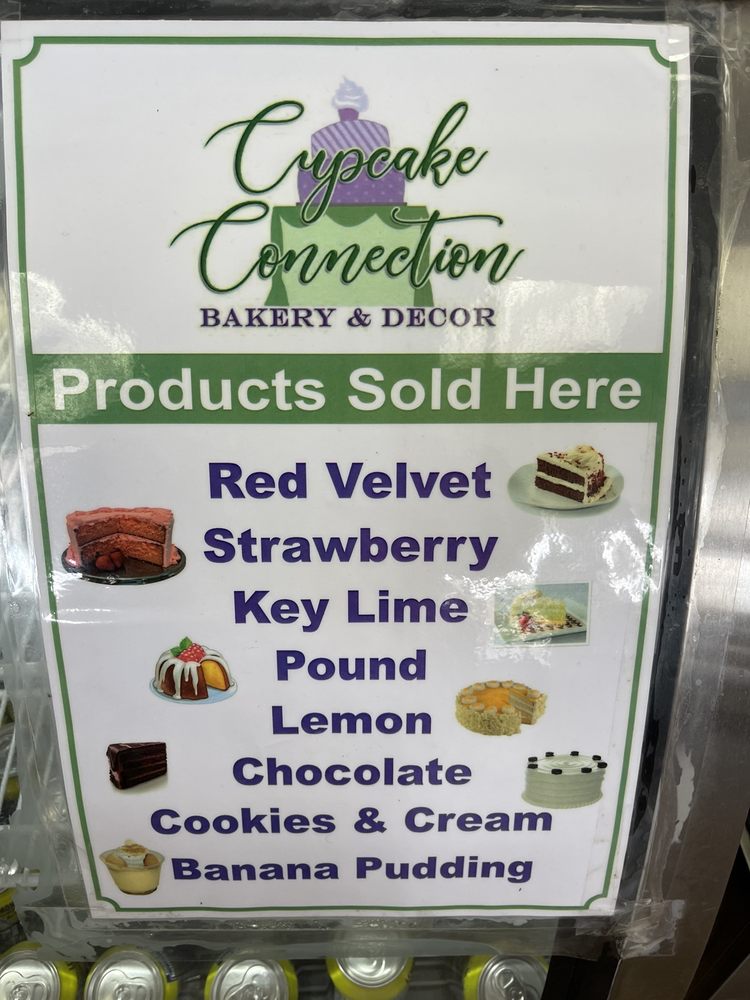 Cupcake
Connection
BAKERY & DECOR
Products Sold Here
Red Velvet
Strawberry
Key Lime
Pound
Lemon
Chocolate
Cookies & Cream
Banana Pudding